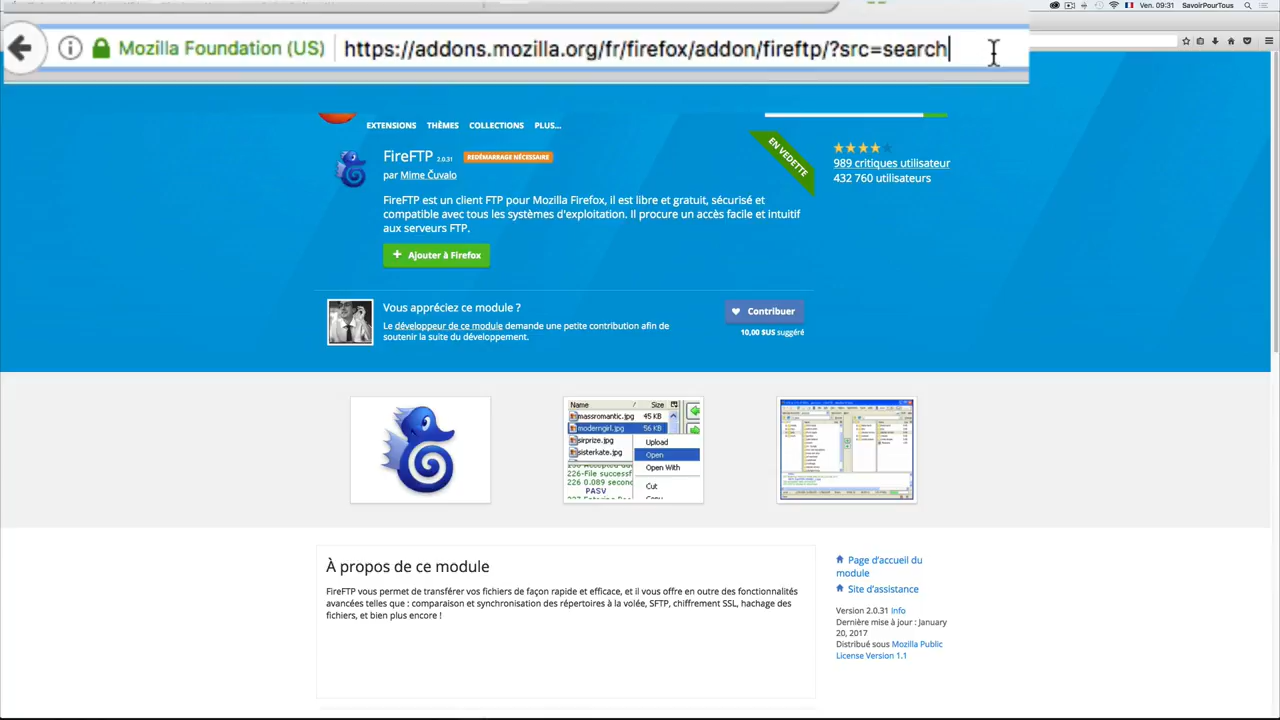 Ven. 09:31 SavoirPourTous
Mozilla Foundation (US) https://addons.mozilla.org/fr/firefox/addon/fireftp/?src=search
EXTENSIONS THÈMES COLLECTIONS PLUS...
FireFTP 2.0.31 REDÉMARRAGE NÉCESSAIRE
par Mime Čuvalo
FireFTP est un client FTP pour Mozilla Firefox, il est libre et gratuit, sécurisé et
compatible avec tous les systèmes d'exploitation. Il procure un accès facile et intuitif
aux serveurs FTP.
+ Ajouter à Firefox
EN VEDETTE
989 critiques utilisateur
432 760 utilisateurs
Vous appréciez ce module ?
Le développeur de ce module demande une petite contribution afin de
soutenir la suite du développement.
Contribuer
10,00 $US suggéré
Name / Size
massromantic.jpg 45 KB
moderngirl.jpg 56 KB
sirprize.jpg
sisterkate.jpg
Upload
Open
Open With
Cut
Copy
226-File successf
226 0.089 second
PASV
À propos de ce module
FireFTP vous permet de transférer vos fichiers de façon rapide et efficace, et il vous offre en outre des fonctionnalités
avancées telles que : comparaison et synchronisation des répertoires à la volée, SFTP, chiffrement SSL, hachage des
fichiers, et bien plus encore !
Page d'accueil du
module
Site d'assistance
Version 2.0.31 Info
Dernière mise à jour : January
20, 2017
Distribué sous Mozilla Public
License Version 1.1